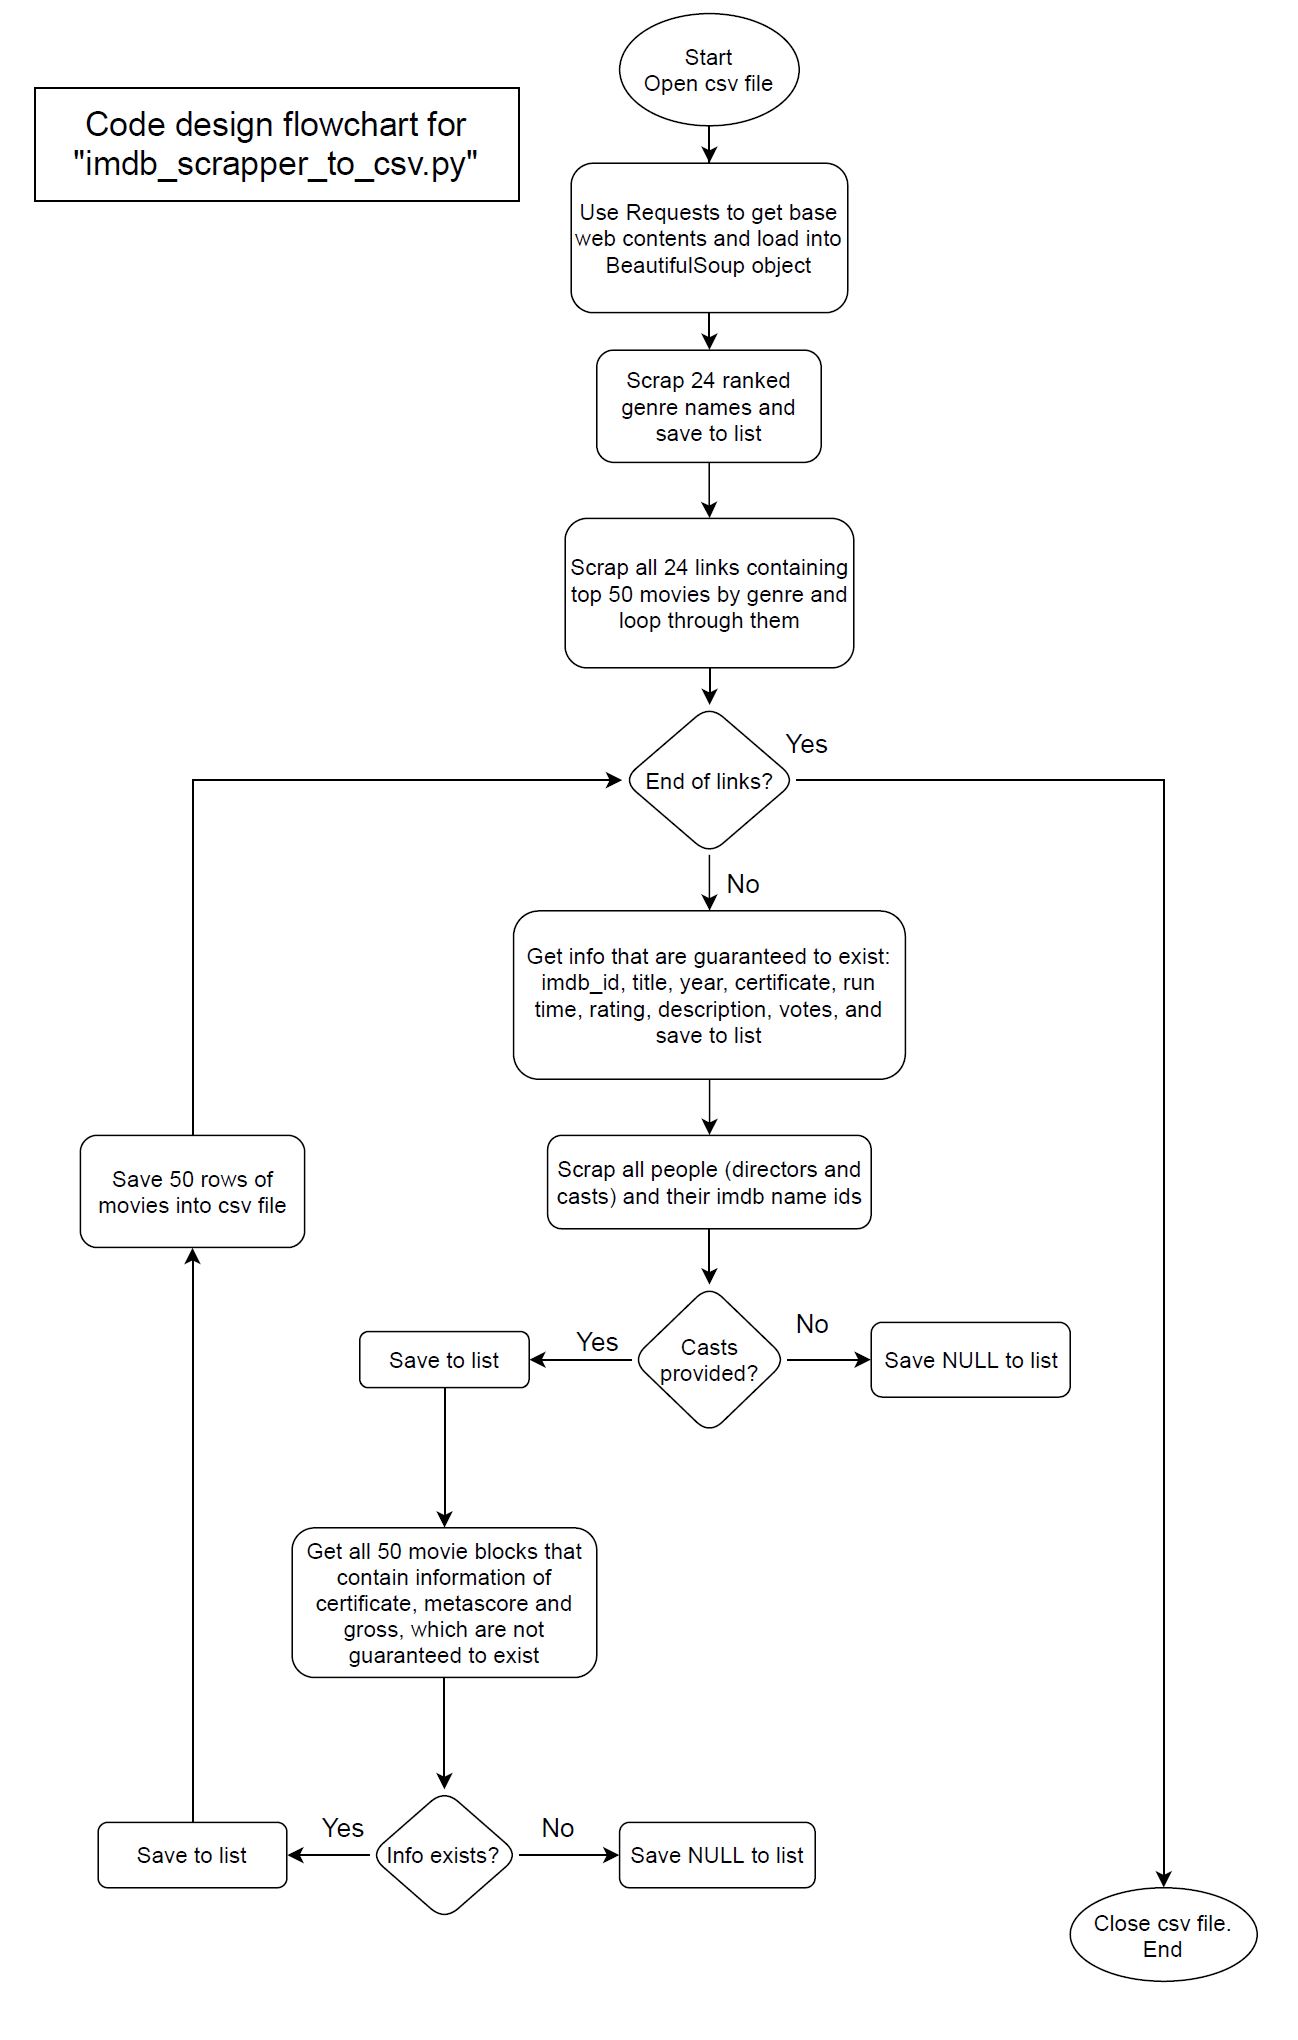 Start
Open csv file
Code design flowchart for
"imdb_scrapper_to_csv.py"
Use Requests to get base
web contents and load into
BeautifulSoup object
Scrap 24 ranked
genre names and
save to list
Scrap all 24 links containing
top 50 movies by genre and
loop through them
Yes
End of links?
No
Get info that are guaranteed to exist:
imdb_id, title, year, certificate, run
time, rating, description, votes, and
save to list
Scrap all people (directors and
casts) and their imdb name ids
Save 50 rows of
movies into csv file
Casts
provided?
Yes
Save to list
No
Save NULL to list
Get all 50 movie blocks that
contain information of
certificate, metascore and
gross, which are not
guaranteed to exist
Info exists?
Yes
Save to list
No
Save NULL to list
Close csv file.
End